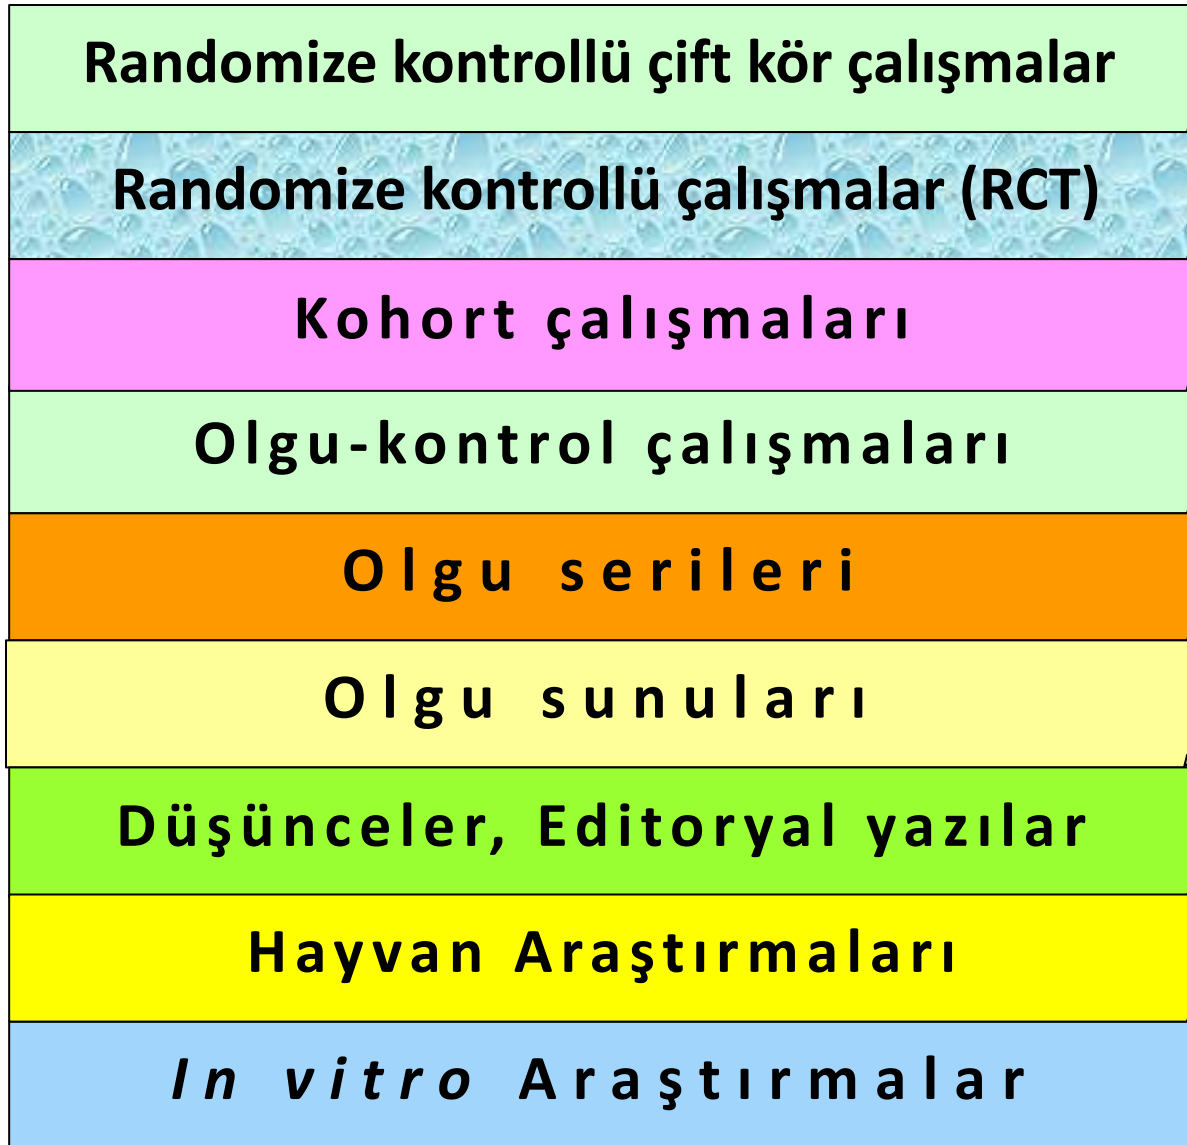 Randomize kontrollü çift kör çalışmalar
Randomize kontrollü çalışmalar (RCT)
Kohort çalışmaları
Olgu-kontrol çalışmaları
Olgu serileri
Olgu sunuları
Düşünceler, Editoryal yazılar
Hayvan Araştırmaları
In vitro Araştırmalar